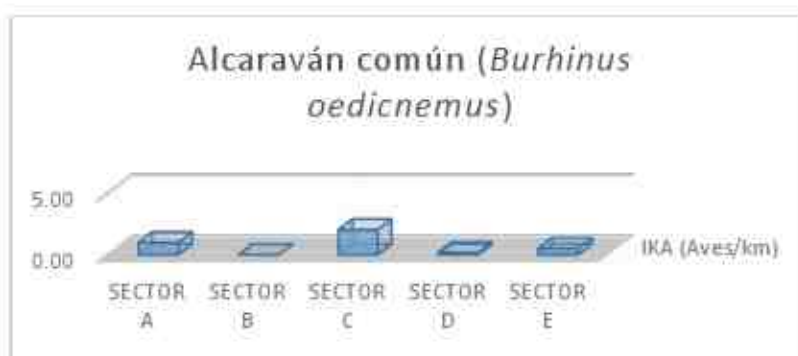 Alcaraván común (Burhinus
oedicnemus)
5.00
0.00
IKA (Aves/km)
SECTOR SECTOR SECTOR SECTOR SECTOR
A B C D E